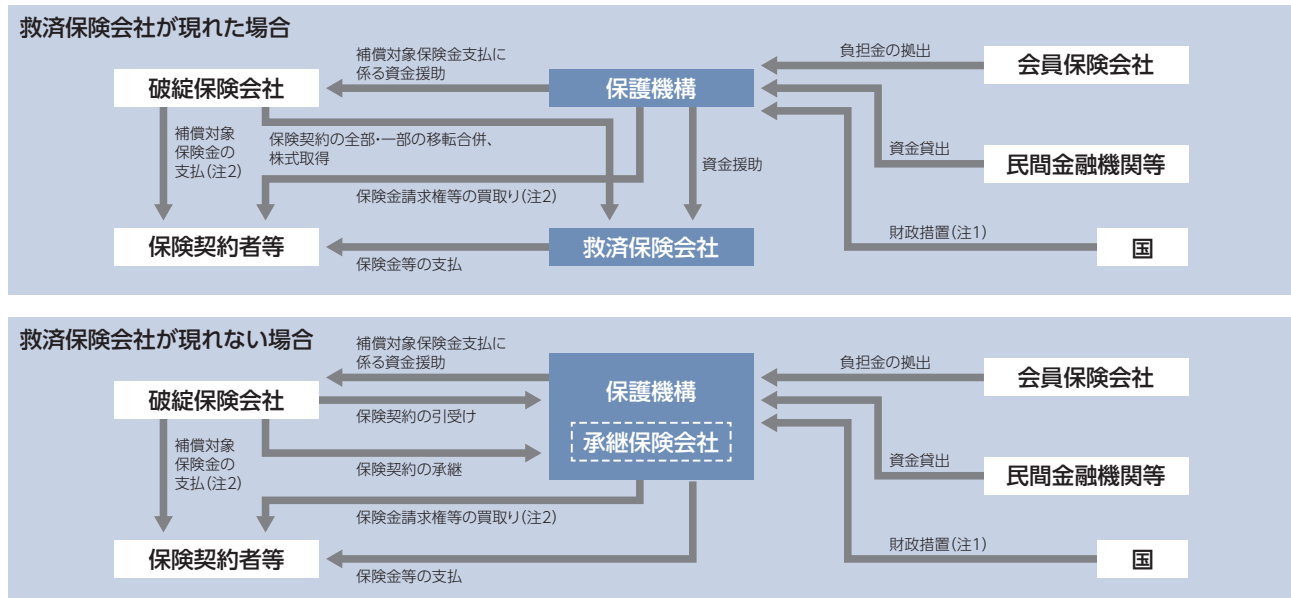 救済保険会社が現れた場合
補償対象保険金支払に
係る資金援助
負担金の拠出
会員保険会社
破綻保険会社
保護機構
補償対象
保険金の
支払(注2)
保険契約の全部・一部の移転合併、
株式取得
資金援助
資金貸出
民間金融機関等
保険金請求権等の買取り(注2)
財政措置(注1)
保険契約者等
救済保険会社
国
保険金等の支払
救済保険会社が現れない場合
補償対象保険金支払に
係る資金援助
負担金の拠出
会員保険会社
破綻保険会社
保護機構
保険契約の引受け
補償対象
保険金の
支払(注2)
承継保険会社
保険契約の承継
資金貸出
民間金融機関等
保険金請求権等の買取り(注2)
財政措置(注1)
保険契約者等
国
保険金等の支払